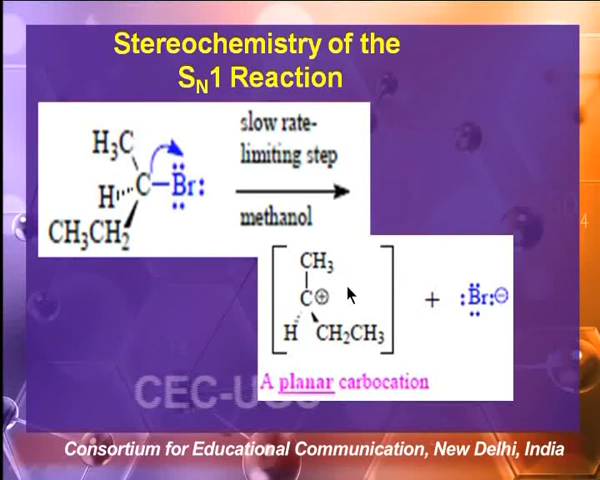 Stereochemistry of the
S_N1 Reaction
H₃C
H C–Br:
CH₃CH₂
slow rate-
limiting step
methanol
CH₃
C⊕ + :Br:⊖
H CH₂CH₃
A planar carbocation
CEC-UGC
Consortium for Educational Communication, New Delhi, India